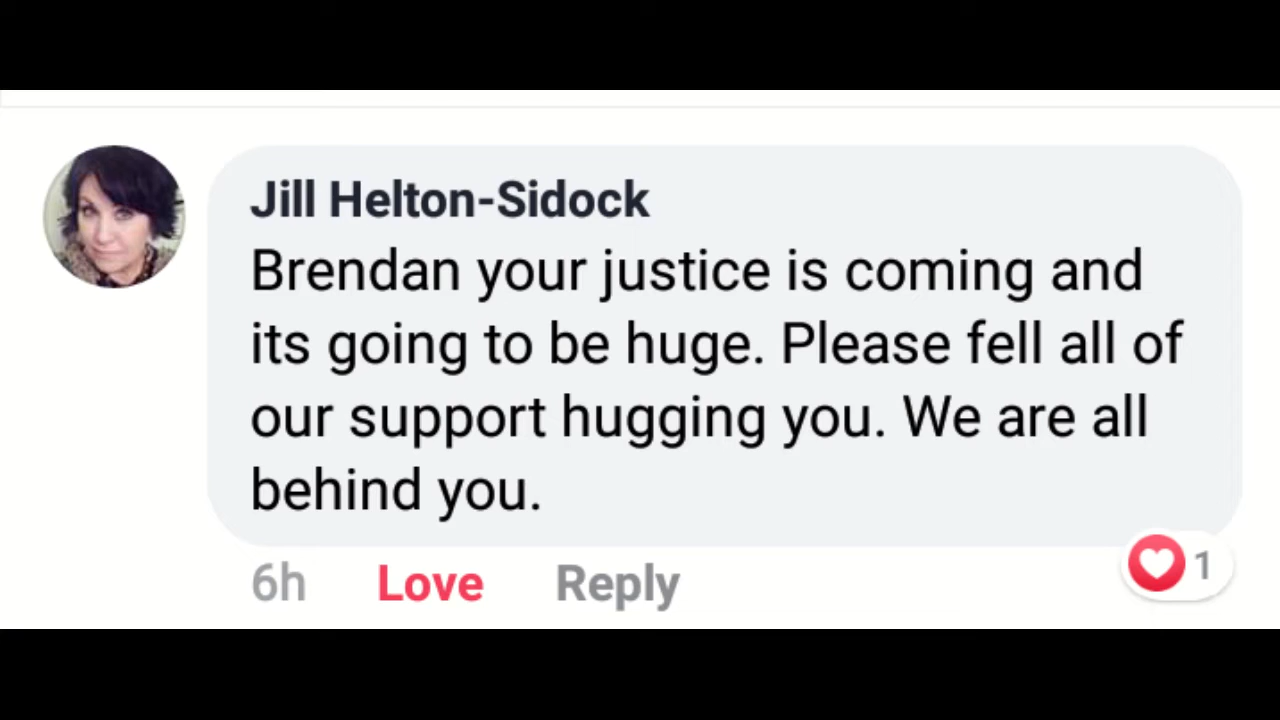 Jill Helton-Sidock
Brendan your justice is coming and
its going to be huge. Please fell all of
our support hugging you. We are all
behind you.
6h Love Reply 1